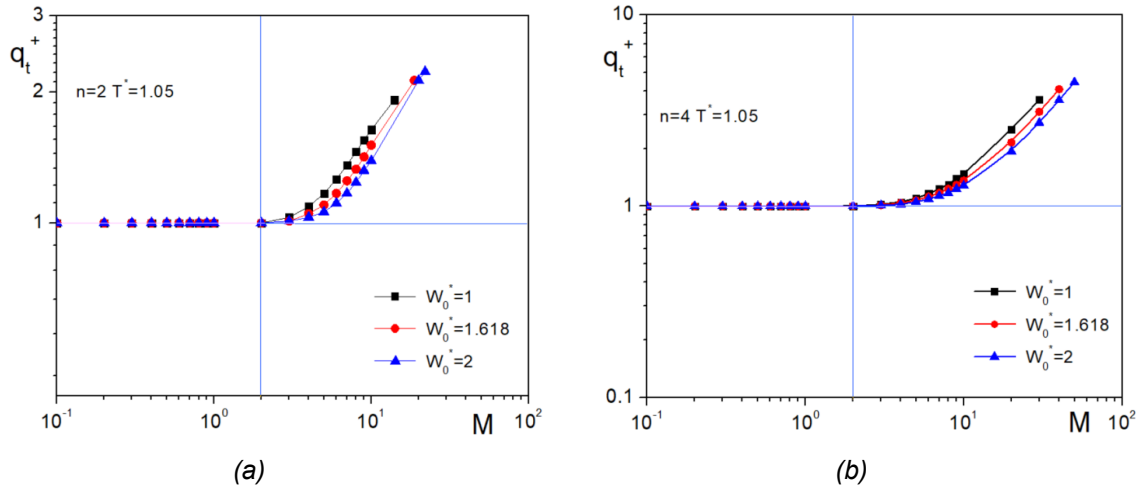 3
2
1
q_t^+
n=2 T^*=1.05
W_0^*=1
W_0^*=1.618
W_0^*=2
10^-1 10^0 10^1 10^2
M
(a)
10
1
0.1
q_t^+
n=4 T^*=1.05
W_0^*=1
W_0^*=1.618
W_0^*=2
10^-1 10^0 10^1 10^2
M
(b)